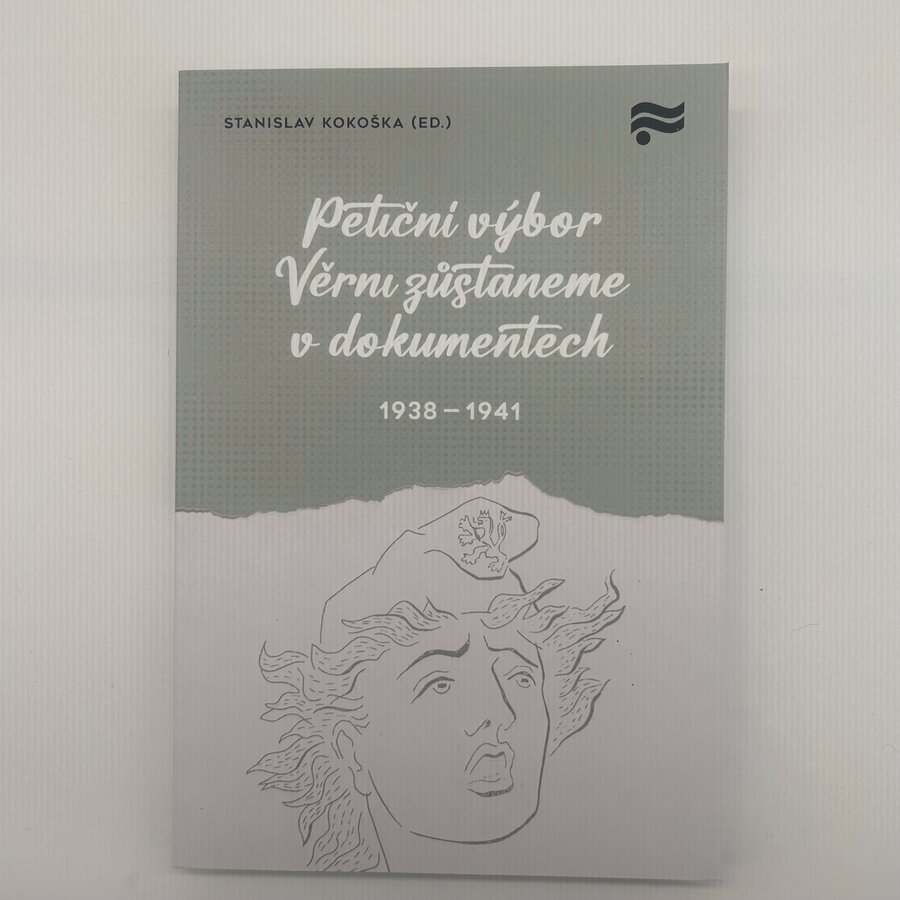 STANISLAV KOKOŠKA (ED.)
Petiční výbor
Věrni zůstaneme
v dokumentech
1938 – 1941